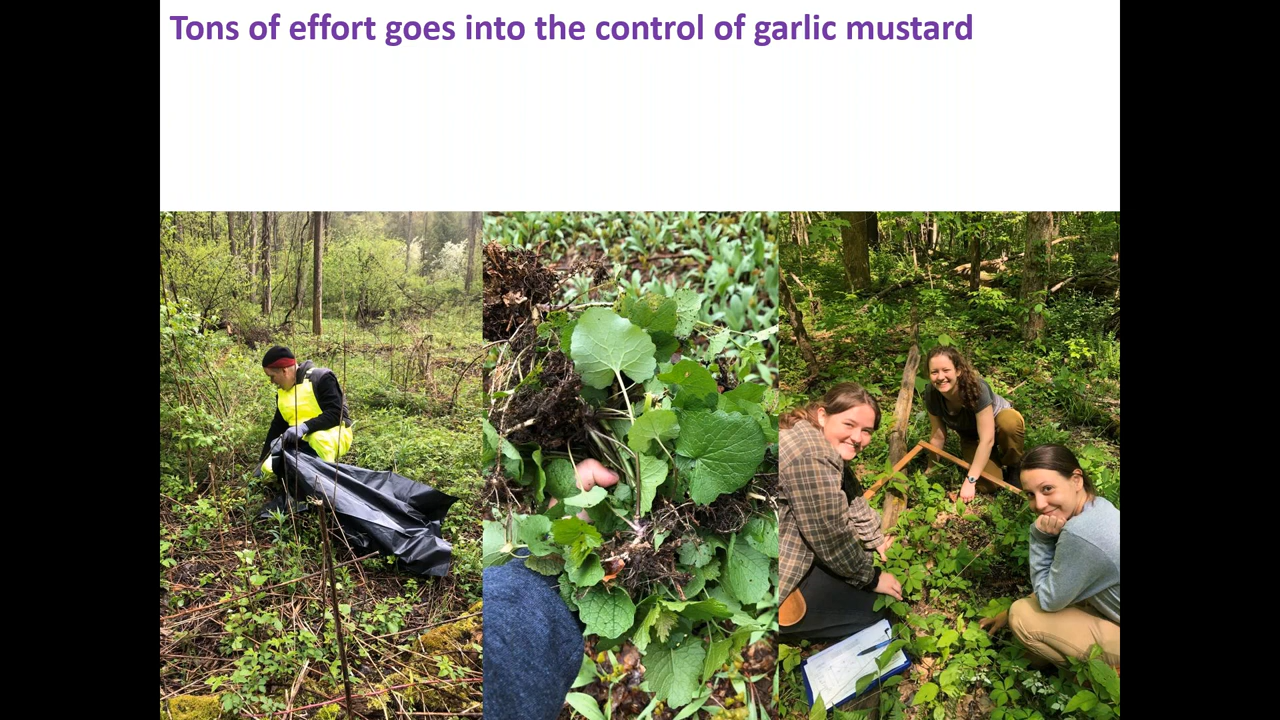 Tons of effort goes into the control of garlic mustard